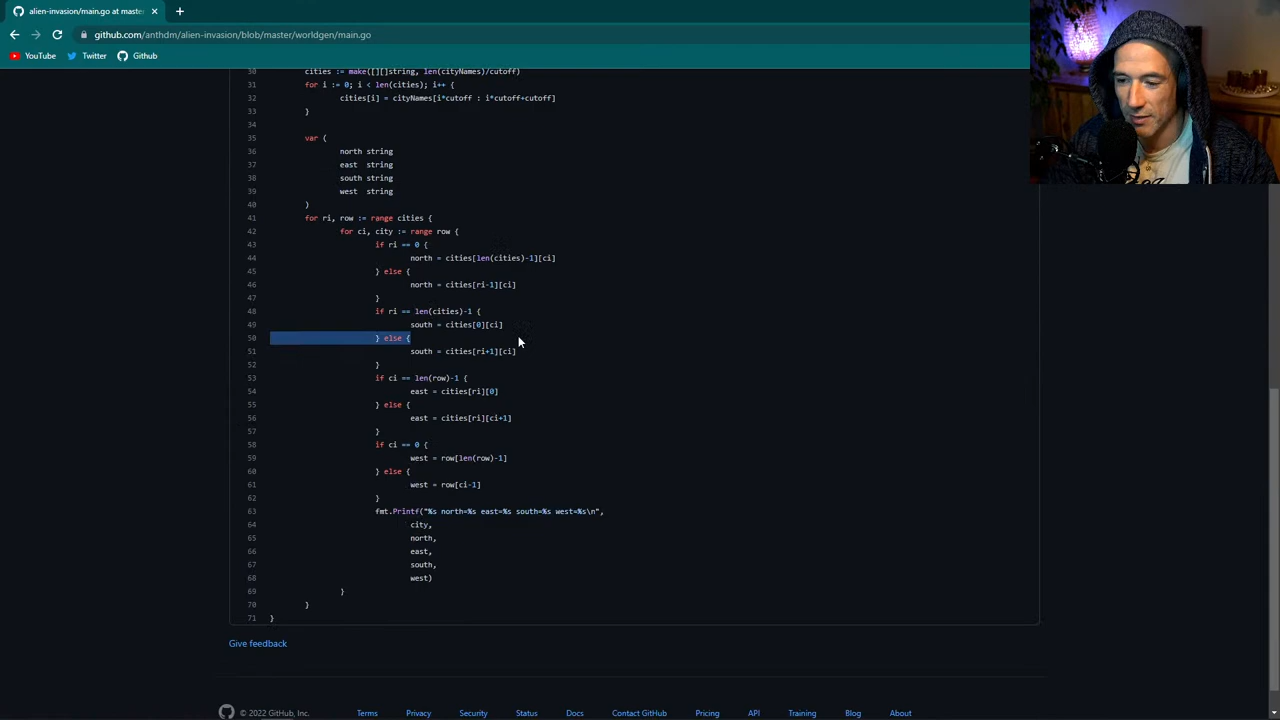 alien-invasion/main.go at master
github.com/anthdm/alien-invasion/blob/master/worldgen/main.go
YouTube Twitter Github
30 cities := make([][]string, len(cityNames)/cutoff)
31 for i := 0; i < len(cities); i++ {
32 cities[i] = cityNames[i*cutoff : i*cutoff+cutoff]
33 }
34
35 var (
36 north string
37 east string
38 south string
39 west string
40 )
41 for ri, row := range cities {
42 for ci, city := range row {
43 if ri == 0 {
44 north = cities[len(cities)-1][ci]
45 } else {
46 north = cities[ri-1][ci]
47 }
48 if ri == len(cities)-1 {
49 south = cities[0][ci]
50 } else {
51 south = cities[ri+1][ci]
52 }
53 if ci == len(row)-1 {
54 east = cities[ri][0]
55 } else {
56 east = cities[ri][ci+1]
57 }
58 if ci == 0 {
59 west = row[len(row)-1]
60 } else {
61 west = row[ci-1]
62 }
63 fmt.Printf("%s north=%s east=%s south=%s west=%s\n",
64 city,
65 north,
66 east,
67 south,
68 west)
69 }
70 }
71 }
Give feedback
© 2022 GitHub, Inc. Terms Privacy Security Status Docs Contact GitHub Pricing API Training Blog About